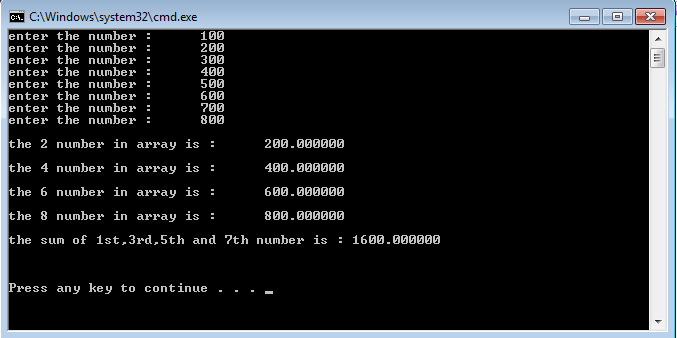 C:\Windows\system32\cmd.exe
enter the number : 100
enter the number : 200
enter the number : 300
enter the number : 400
enter the number : 500
enter the number : 600
enter the number : 700
enter the number : 800
the 2 number in array is : 200.000000
the 4 number in array is : 400.000000
the 6 number in array is : 600.000000
the 8 number in array is : 800.000000
the sum of 1st,3rd,5th and 7th number is : 1600.000000
Press any key to continue . . .